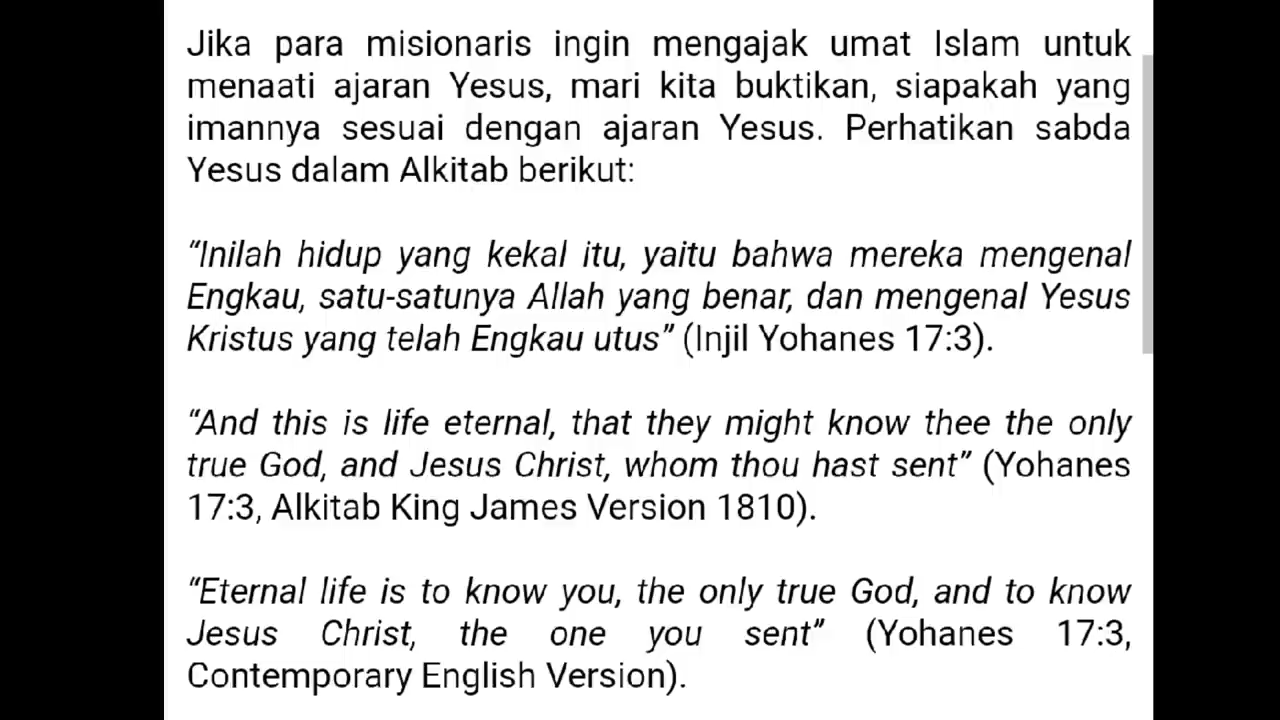 Jika para misionaris ingin mengajak umat Islam untuk
menaati ajaran Yesus, mari kita buktikan, siapakah yang
imannya sesuai dengan ajaran Yesus. Perhatikan sabda
Yesus dalam Alkitab berikut:
“Inilah hidup yang kekal itu, yaitu bahwa mereka mengenal
Engkau, satu-satunya Allah yang benar, dan mengenal Yesus
Kristus yang telah Engkau utus” (Injil Yohanes 17:3).
“And this is life eternal, that they might know thee the only
true God, and Jesus Christ, whom thou hast sent” (Yohanes
17:3, Alkitab King James Version 1810).
“Eternal life is to know you, the only true God, and to know
Jesus Christ, the one you sent” (Yohanes 17:3,
Contemporary English Version).